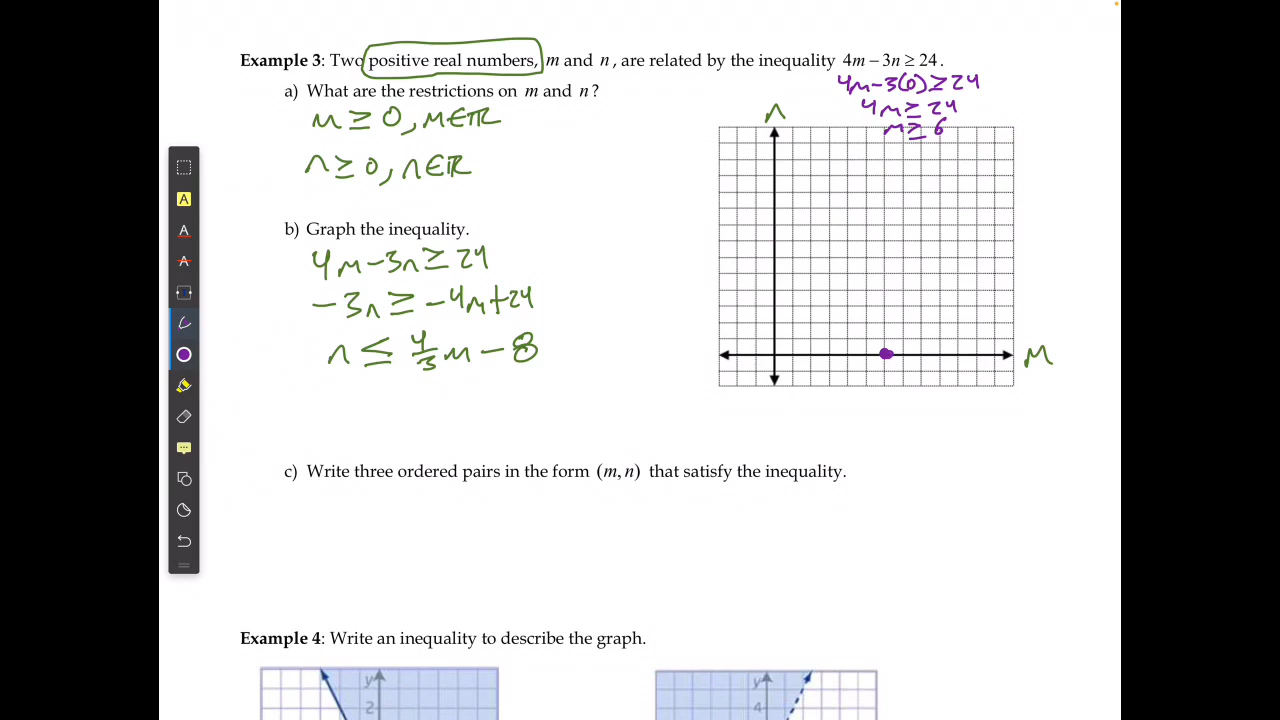 Example 3: Two positive real numbers, m and n, are related by the inequality 4m − 3n ≥ 24.
4m-3(0) ≥ 24
4m ≥ 24
m ≥ 6
a) What are the restrictions on m and n?
m ≥ 0, m∈ℝ
n ≥ 0, n∈ℝ
n
m
b) Graph the inequality.
4m-3n ≥ 24
-3n ≥ -4m+24
n ≤ 4/3 m - 8
c) Write three ordered pairs in the form (m,n) that satisfy the inequality.
Example 4: Write an inequality to describe the graph.
y
2
y
4
A
A
A